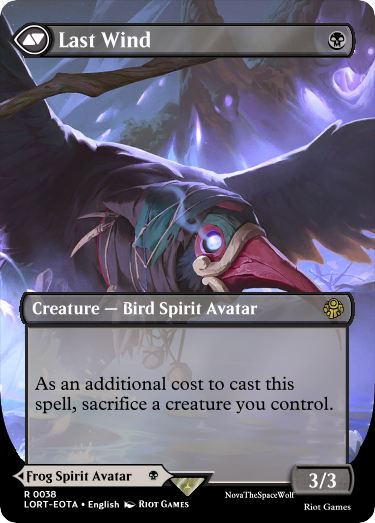 Last Wind
Creature — Bird Spirit Avatar
As an additional cost to cast this
spell, sacrifice a creature you control.
Frog Spirit Avatar
3/3
R 0038
NovaTheSpaceWolf
LORT-EOTA • English Riot Games
Riot Games